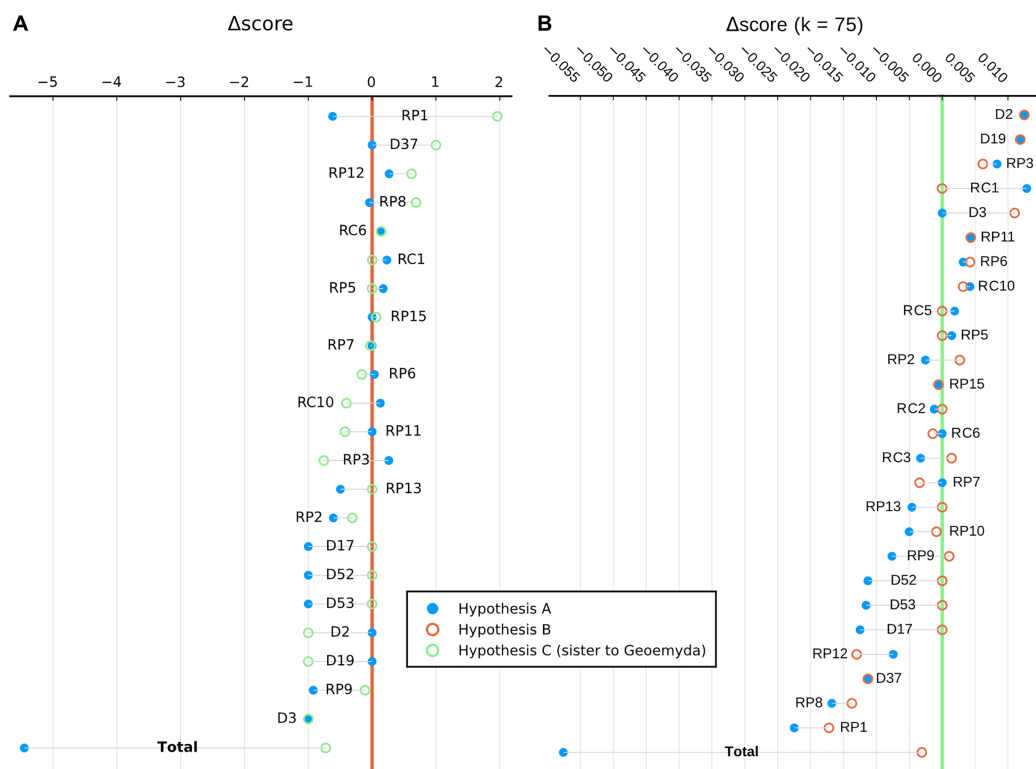 A
Δscore
−5
−4
−3
−2
−1
0
1
2
RP1
D37
RP12
RP8
RC6
RC1
RP5
RP15
RP7
RP6
RC10
RP11
RP3
RP13
RP2
D17
D52
D53
D2
D19
RP9
D3
Total
B
Δscore (k = 75)
−0.055
−0.050
−0.045
−0.040
−0.035
−0.030
−0.025
−0.020
−0.015
−0.010
−0.005
0.000
0.005
0.010
D2
D19
RP3
RC1
D3
RP11
RP6
RC10
RC5
RP5
RP2
RP15
RC2
RC6
RC3
RP7
RP13
RP10
RP9
D52
D53
D17
RP12
D37
RP8
RP1
Total
Hypothesis A
Hypothesis B
Hypothesis C (sister to Geoemyda)